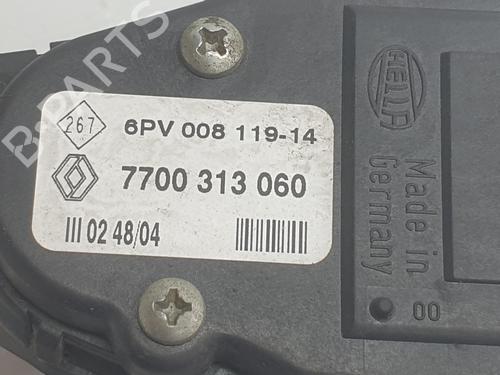 267
6PV 008 119-14
7700 313 060
III 02 48/04
HELLA
Made in
Germany
00
B-PARTS